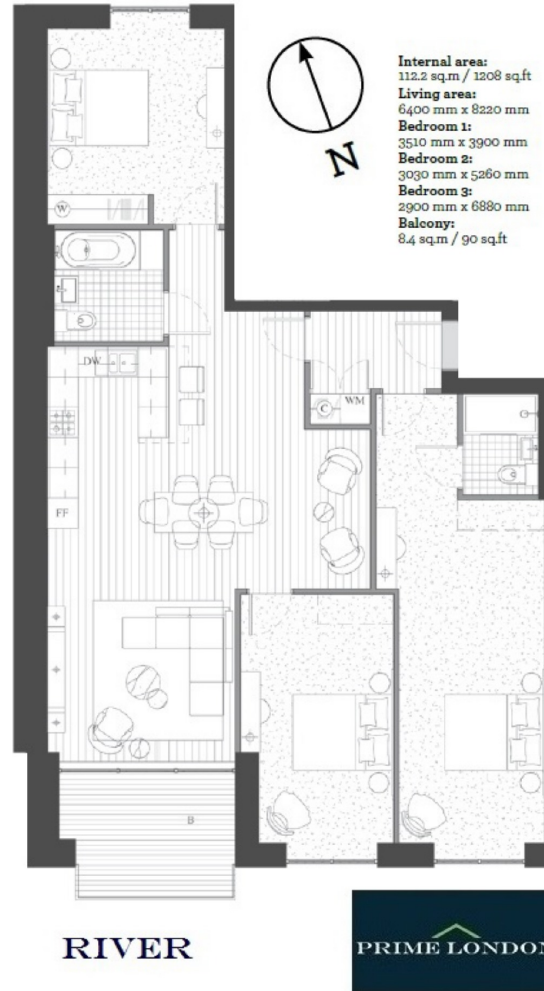 Internal area:
112.2 sq.m / 1208 sq.ft
Living area:
6400 mm x 8220 mm
Bedroom 1:
3510 mm x 3900 mm
Bedroom 2:
3030 mm x 5260 mm
Bedroom 3:
2900 mm x 6880 mm
Balcony:
8.4 sq.m / 90 sq.ft
N
W
DW
WM
C
FF
B
RIVER
PRIME LONDON